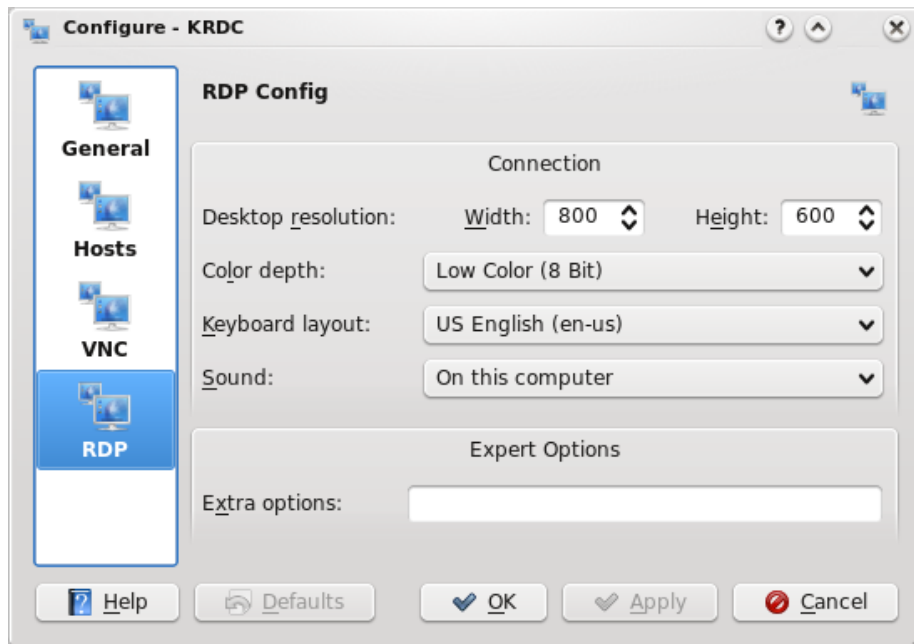 Configure - KRDC
General
Hosts
VNC
RDP
RDP Config
Connection
Desktop resolution: Width: 800 Height: 600
Color depth: Low Color (8 Bit)
Keyboard layout: US English (en-us)
Sound: On this computer
Expert Options
Extra options:
Help Defaults OK Apply Cancel